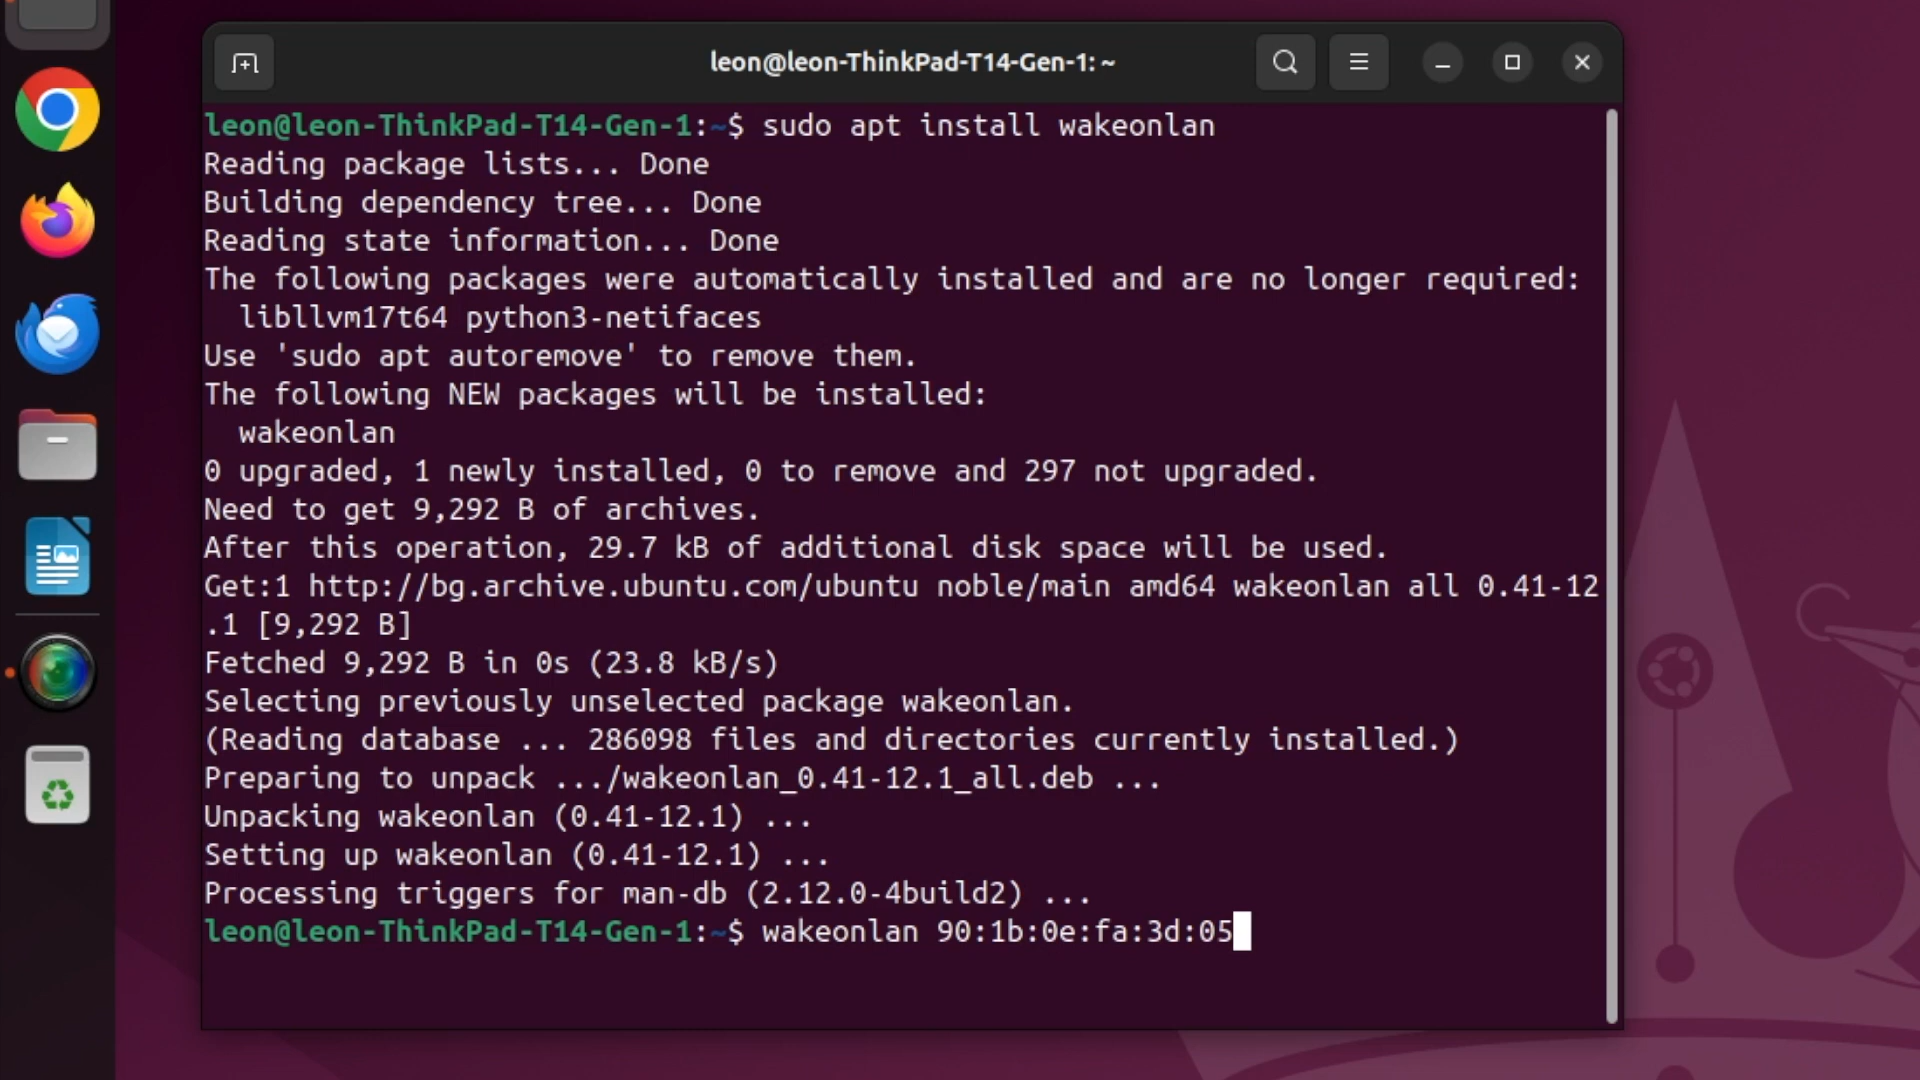 leon@leon-ThinkPad-T14-Gen-1: ~
leon@leon-ThinkPad-T14-Gen-1:~$ sudo apt install wakeonlan
Reading package lists... Done
Building dependency tree... Done
Reading state information... Done
The following packages were automatically installed and are no longer required:
  libllvm17t64 python3-netifaces
Use 'sudo apt autoremove' to remove them.
The following NEW packages will be installed:
  wakeonlan
0 upgraded, 1 newly installed, 0 to remove and 297 not upgraded.
Need to get 9,292 B of archives.
After this operation, 29.7 kB of additional disk space will be used.
Get:1 http://bg.archive.ubuntu.com/ubuntu noble/main amd64 wakeonlan all 0.41-12
.1 [9,292 B]
Fetched 9,292 B in 0s (23.8 kB/s)
Selecting previously unselected package wakeonlan.
(Reading database ... 286098 files and directories currently installed.)
Preparing to unpack .../wakeonlan_0.41-12.1_all.deb ...
Unpacking wakeonlan (0.41-12.1) ...
Setting up wakeonlan (0.41-12.1) ...
Processing triggers for man-db (2.12.0-4build2) ...
leon@leon-ThinkPad-T14-Gen-1:~$ wakeonlan 90:1b:0e:fa:3d:05